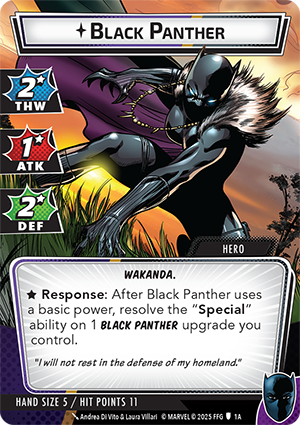 BLACK PANTHER
2
THW
1
ATK
2
DEF
HERO
WAKANDA.
★ Response: After Black Panther uses
a basic power, resolve the “Special”
ability on 1 BLACK PANTHER upgrade you
control.
"I will not rest in the defense of my homeland."
HAND SIZE 5 / HIT POINTS 11
Andrea Di Vito & Laura Villari © MARVEL © 2025 FFG 1A